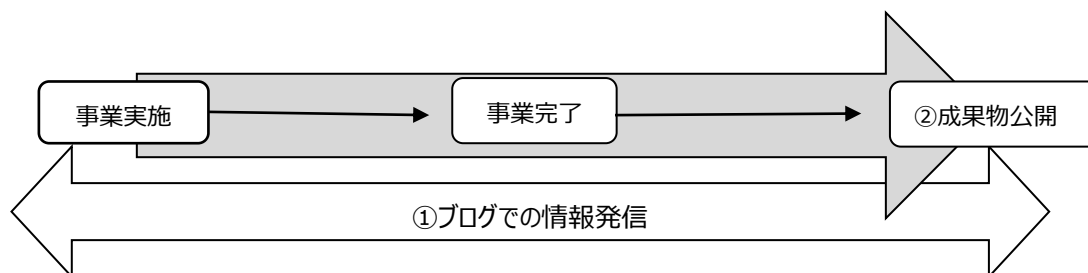 事業実施
事業完了
②成果物公開
①ブログでの情報発信